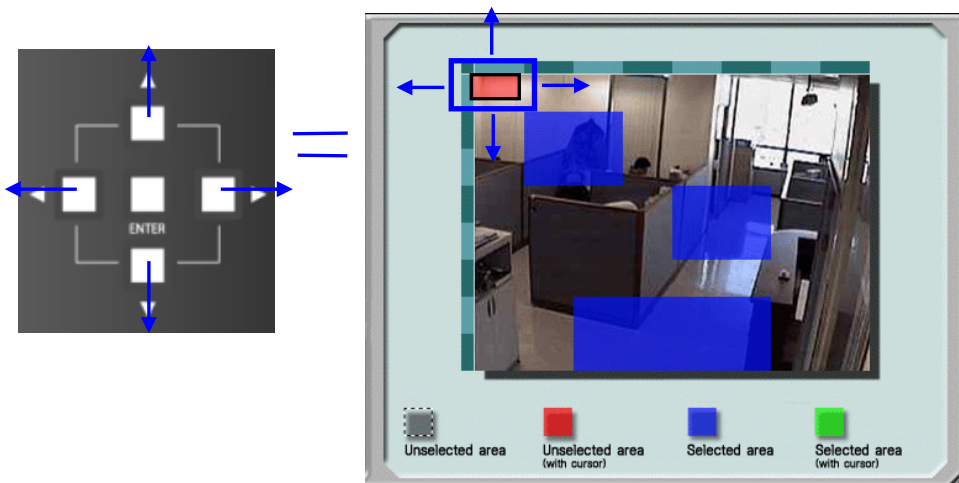 ENTER
Unselected area
Unselected area
(with cursor)
Selected area
Selected area
(with cursor)